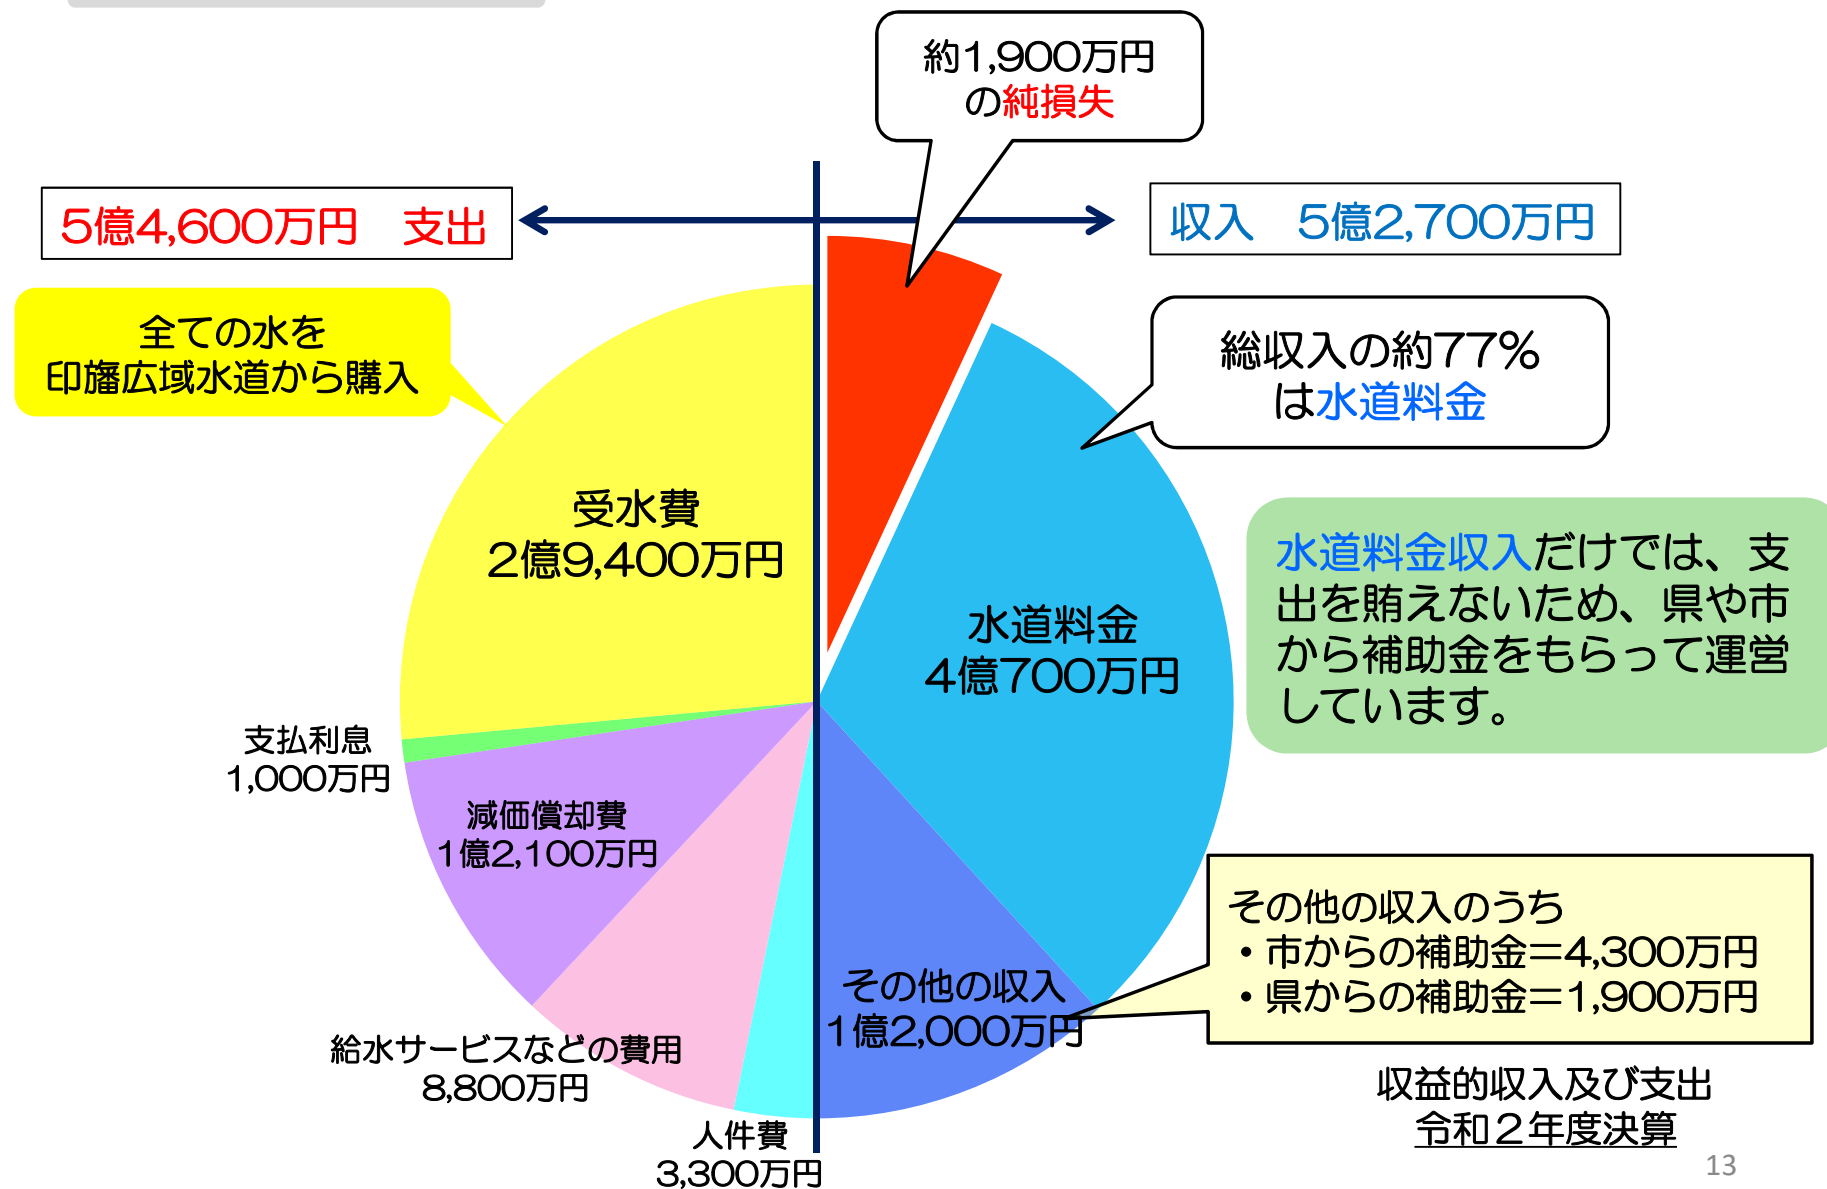 約1,900万円
の純損失
5億4,600万円　支出
収入　5億2,700万円
全ての水を
印旛広域水道から購入
総収入の約77%
は水道料金
受水費
2億9,400万円
水道料金収入だけでは、支
出を賄えないため、県や市
から補助金をもらって運営
しています。
水道料金
4億700万円
支払利息
1,000万円
減価償却費
1億2,100万円
その他の収入のうち
・市からの補助金＝4,300万円
・県からの補助金＝1,900万円
その他の収入
1億2,000万円
給水サービスなどの費用
8,800万円
人件費
3,300万円
収益的収入及び支出
令和２年度決算
13